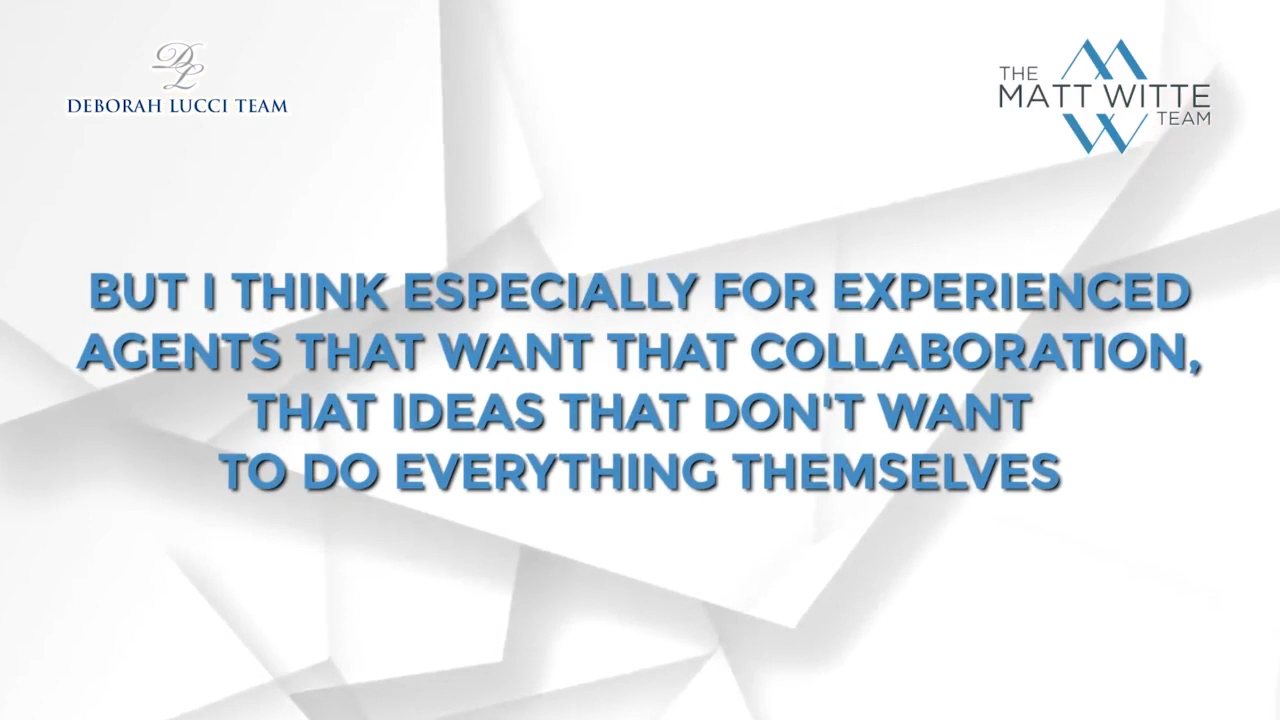 DL
DEBORAH LUCCI TEAM
THE
MATT WITTE
TEAM
BUT I THINK ESPECIALLY FOR EXPERIENCED
AGENTS THAT WANT THAT COLLABORATION,
THAT IDEAS THAT DON'T WANT
TO DO EVERYTHING THEMSELVES